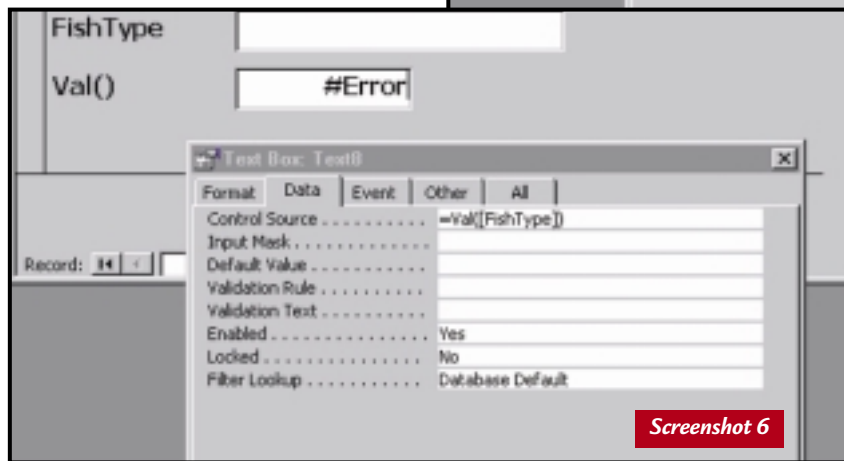 FishType
Val()
#Error
Text Box: Text8
Format Data Event Other All
Control Source . . . . . . . . . . =Val([FishType])
Input Mask . . . . . . . . . . . . .
Default Value . . . . . . . . . . .
Validation Rule . . . . . . . . . .
Validation Text . . . . . . . . . .
Enabled . . . . . . . . . . . . . . . Yes
Locked . . . . . . . . . . . . . . . No
Filter Lookup . . . . . . . . . . . Database Default
Record:
Screenshot 6